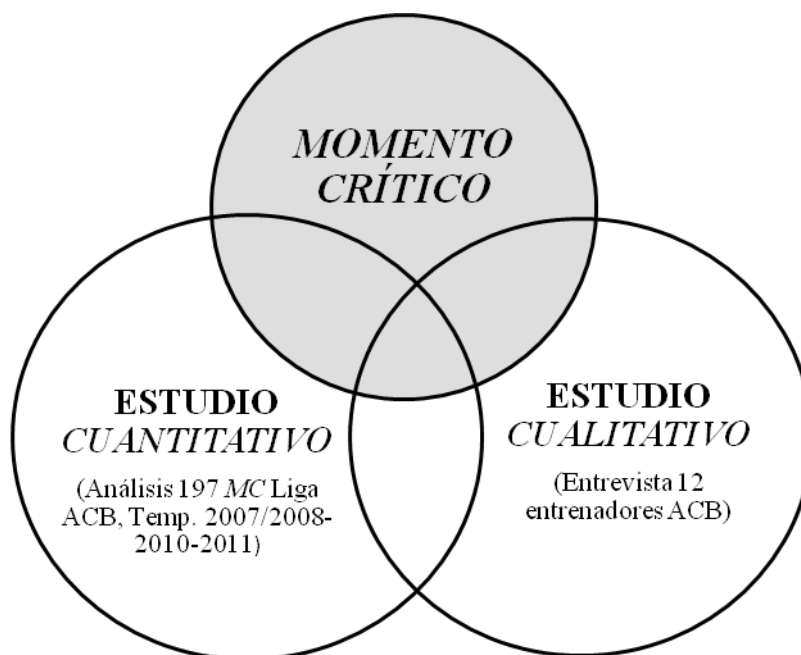 MOMENTO
CRÍTICO
ESTUDIO
CUANTITATIVO
(Análisis 197 MC Liga
ACB, Temp. 2007/2008-
2010-2011)
ESTUDIO
CUALITATIVO
(Entrevista 12
entrenadores ACB)